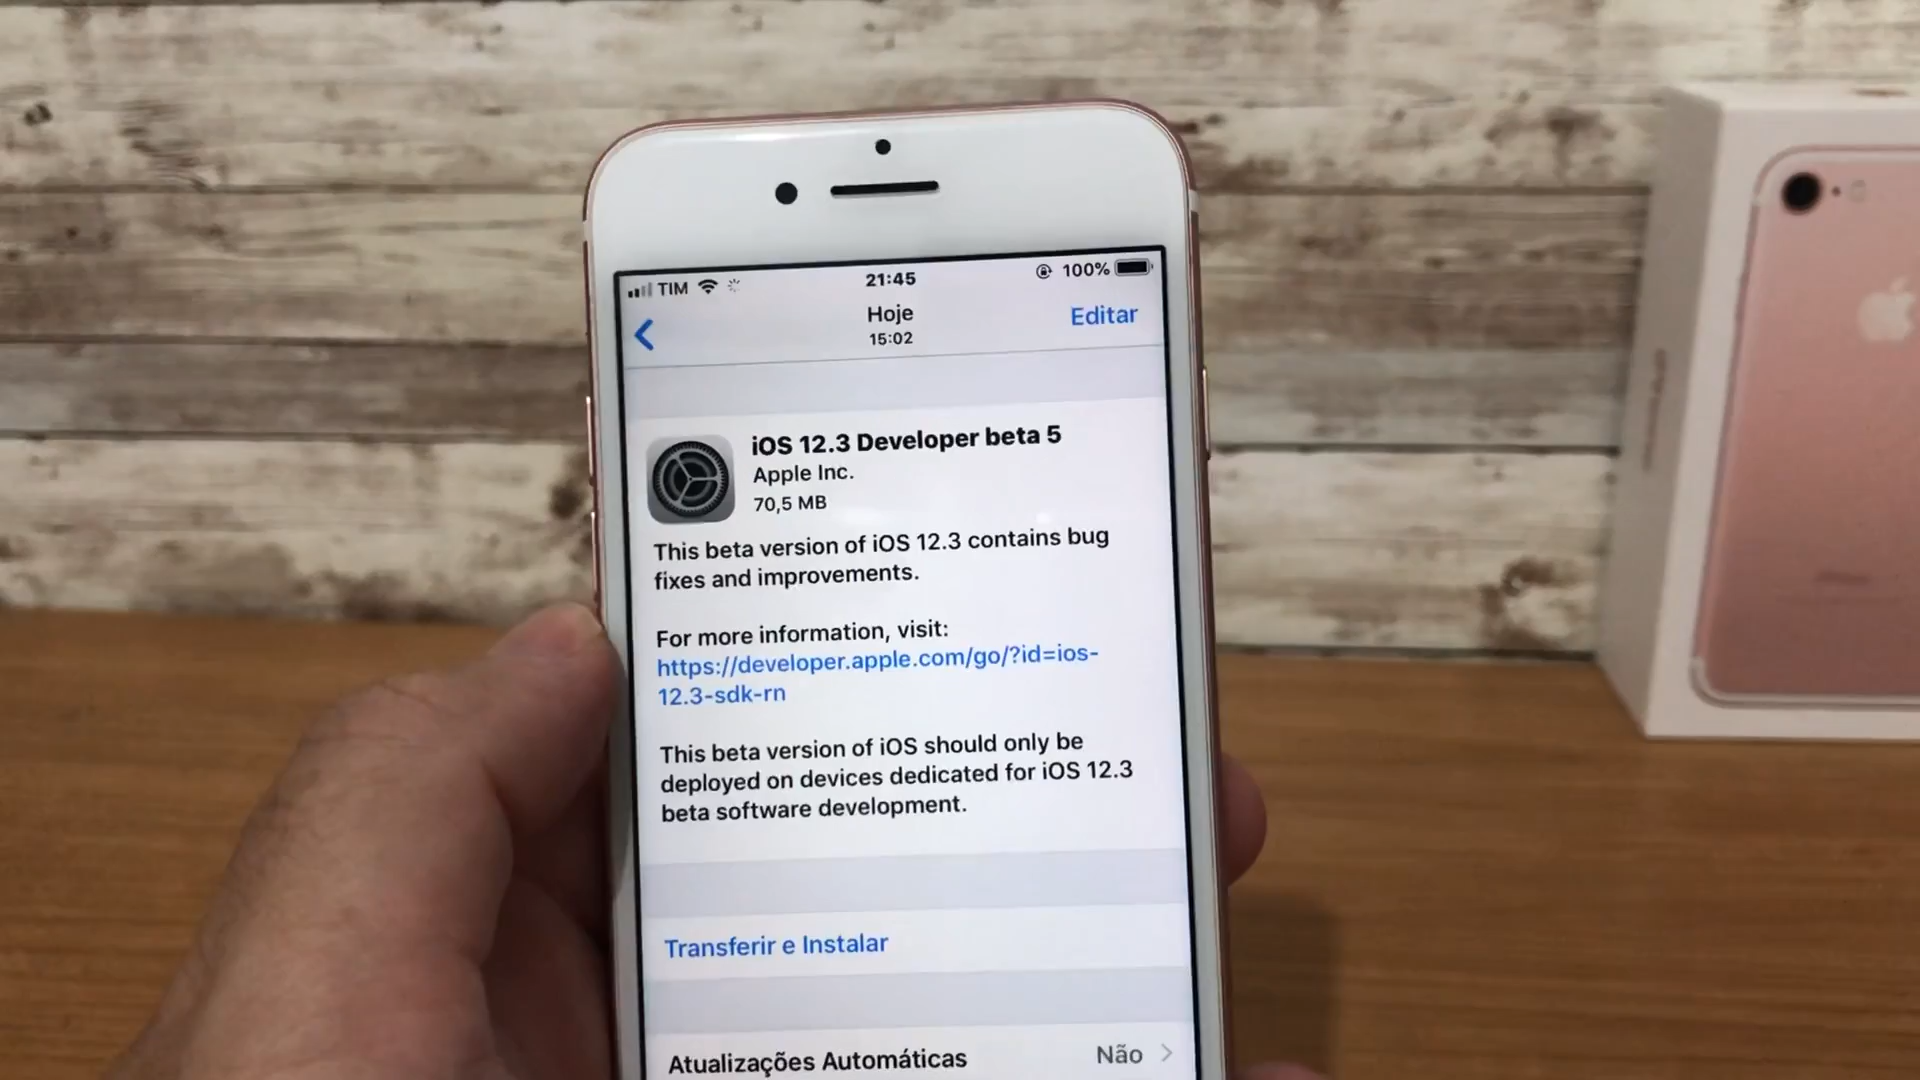 TIM 21:45 100%
Hoje
15:02
Editar
iOS 12.3 Developer beta 5
Apple Inc.
70,5 MB
This beta version of iOS 12.3 contains bug
fixes and improvements.
For more information, visit:
https://developer.apple.com/go/?id=ios-
12.3-sdk-rn
This beta version of iOS should only be
deployed on devices dedicated for iOS 12.3
beta software development.
Transferir e Instalar
Atualizações Automáticas Não